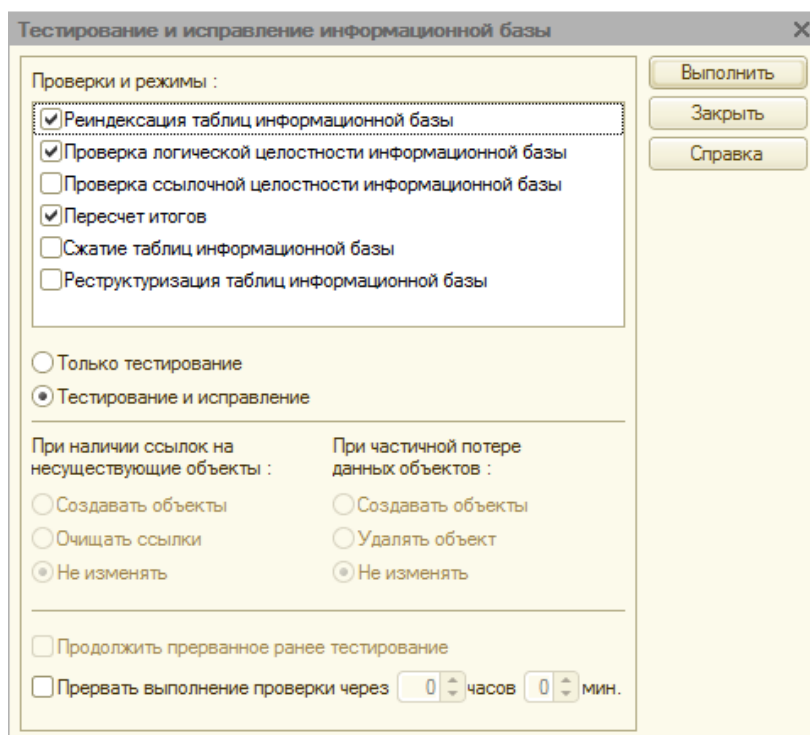 Тестирование и исправление информационной базы
Проверки и режимы :
Реиндексация таблиц информационной базы
Проверка логической целостности информационной базы
Проверка ссылочной целостности информационной базы
Пересчет итогов
Сжатие таблиц информационной базы
Реструктуризация таблиц информационной базы
Только тестирование
Тестирование и исправление
При наличии ссылок на
несуществующие объекты :
Создавать объекты
Очищать ссылки
Не изменять
При частичной потере
данных объектов :
Создавать объекты
Удалять объект
Не изменять
Продолжить прерванное ранее тестирование
Прервать выполнение проверки через 0 часов 0 мин.
Выполнить
Закрыть
Справка